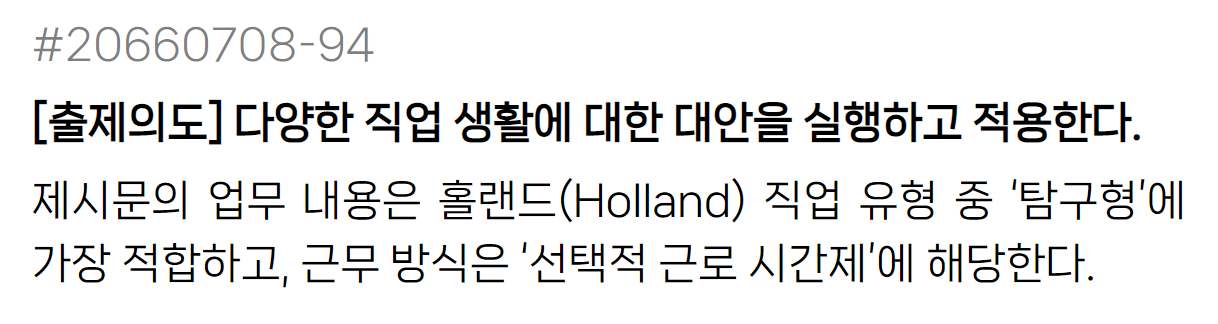 #20660708-94
[출제의도] 다양한 직업 생활에 대한 대안을 실행하고 적용한다.
제시문의 업무 내용은 홀랜드(Holland) 직업 유형 중 ‘탐구형’에
가장 적합하고, 근무 방식은 ‘선택적 근로 시간제’에 해당한다.